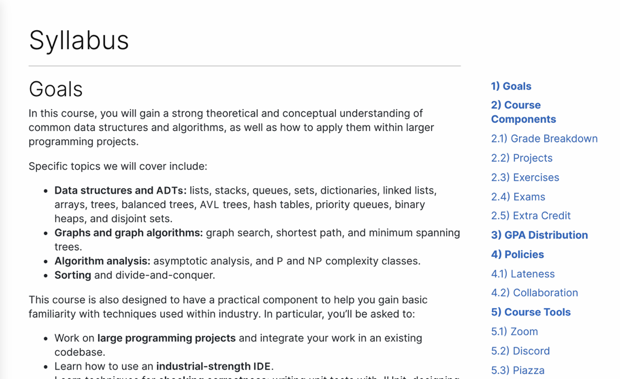 Syllabus
Goals
In this course, you will gain a strong theoretical and conceptual understanding of
common data structures and algorithms, as well as how to apply them within larger
programming projects.
Specific topics we will cover include:
• Data structures and ADTs: lists, stacks, queues, sets, dictionaries, linked lists,
arrays, trees, balanced trees, AVL trees, hash tables, priority queues, binary
heaps, and disjoint sets.
• Graphs and graph algorithms: graph search, shortest path, and minimum spanning
trees.
• Algorithm analysis: asymptotic analysis, and P and NP complexity classes.
• Sorting and divide-and-conquer.
This course is also designed to have a practical component to help you gain basic
familiarity with techniques used within industry. In particular, you'll be asked to:
• Work on large programming projects and integrate your work in an existing
codebase.
• Learn how to use an industrial-strength IDE.
1) Goals
2) Course
Components
2.1) Grade Breakdown
2.2) Projects
2.3) Exercises
2.4) Exams
2.5) Extra Credit
3) GPA Distribution
4) Policies
4.1) Lateness
4.2) Collaboration
5) Course Tools
5.1) Zoom
5.2) Discord
5.3) Piazza